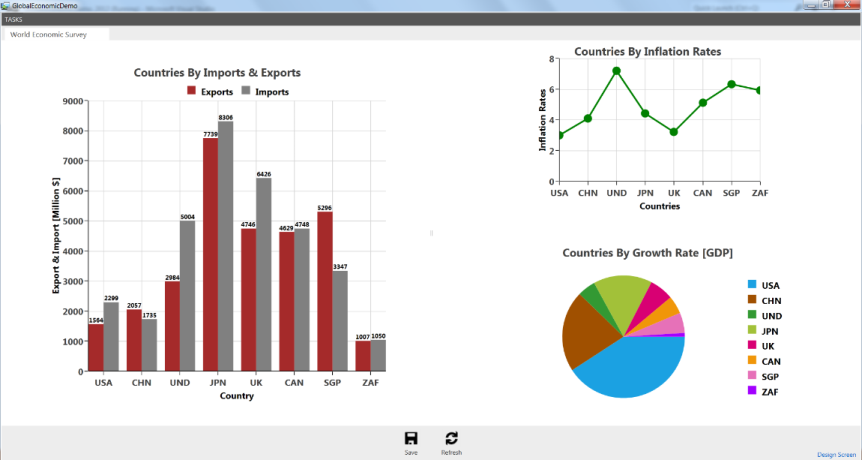 GlobalEconomicDemo
TASKS
World Economic Survey
Countries By Imports & Exports
Exports Imports
9000
8000
7000
6000
5000
4000
3000
2000
1000
0
Export & Import [Million $]
1564 2299 2057 1735 2984 5004 7739 8306 4746 6426 4629 4748 5296 3347 1007 1050
USA CHN UND JPN UK CAN SGP ZAF
Country
Countries By Inflation Rates
8
6
4
2
0
Inflation Rates
USA CHN UND JPN UK CAN SGP ZAF
Countries
Countries By Growth Rate [GDP]
USA
CHN
UND
JPN
UK
CAN
SGP
ZAF
Save Refresh
Design Screen